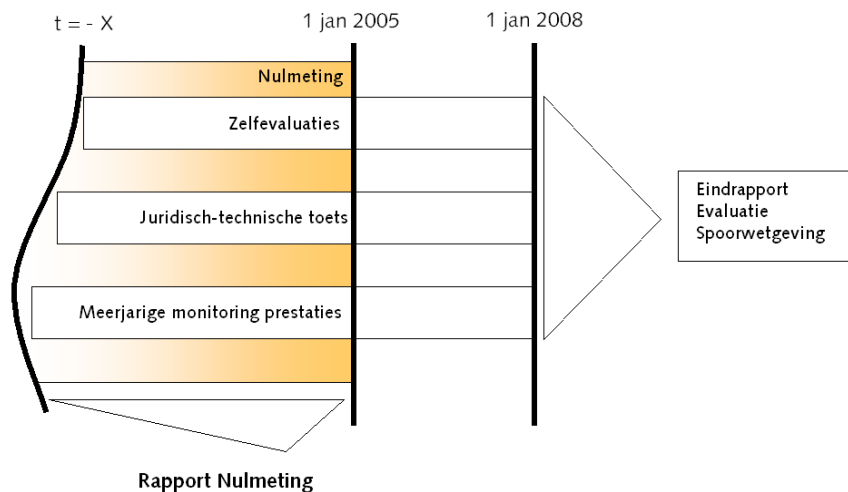 t = - X
1 jan 2005
1 jan 2008
Nulmeting
Zelfevaluaties
Juridisch-technische toets
Meerjarige monitoring prestaties
Eindrapport
Evaluatie
Spoorwetgeving
Rapport Nulmeting